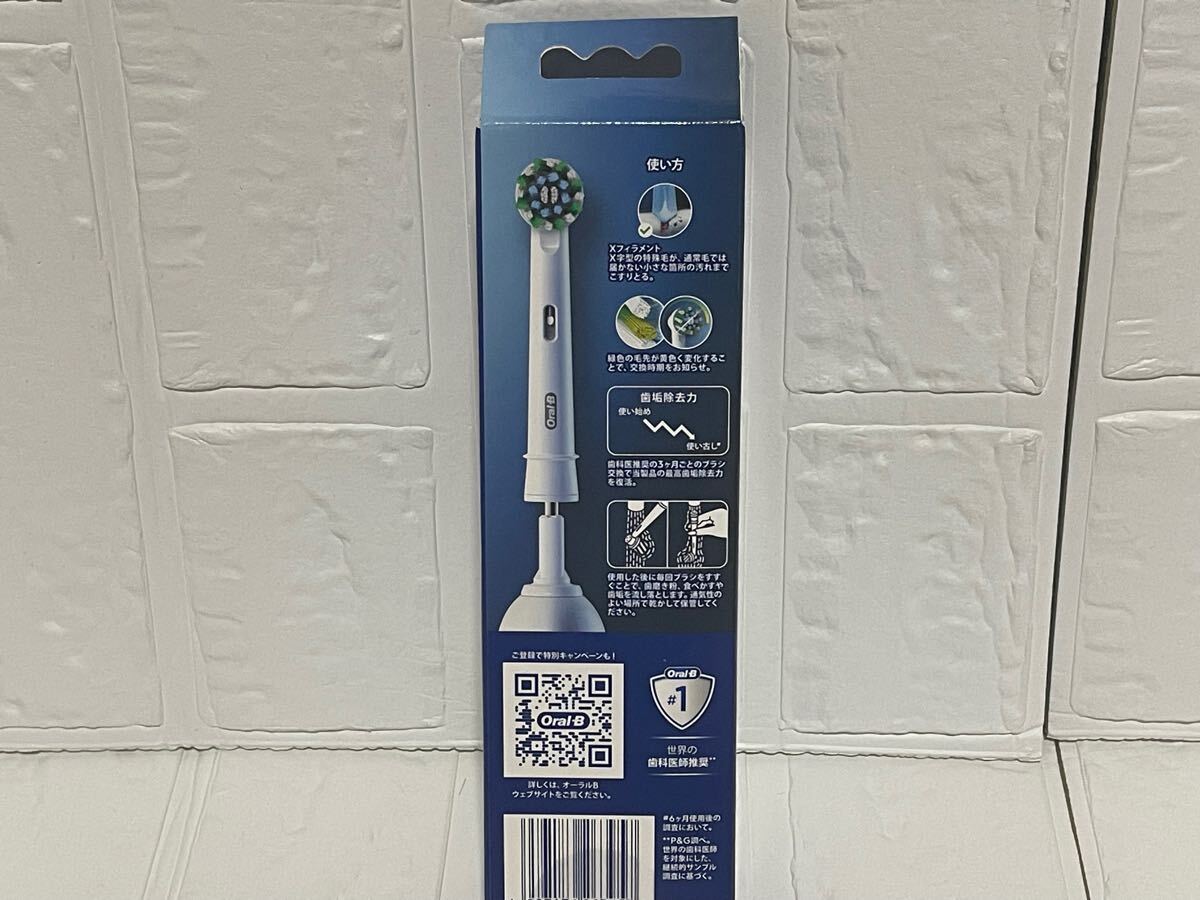 使い方
Xフィラメント
X字型の特殊毛が、通常毛では
届かない小さな箇所の汚れまで
こすりとる。
緑色の毛先が黄色く変化するこ
とで、交換時期をお知らせ。
歯垢除去力
使い始め
使い古し#
歯科医推奨の3ヶ月ごとのブラシ
交換で当製品の最高歯垢除去力
を復活。
使用した後に毎回ブラシをすす
ぐことで、歯磨き粉、食べかすや
歯垢を流し落とします。通気性の
よい場所で乾かして保管してく
ださい。
Oral-B
ご登録で特別キャンペーンも!
Oral-B
詳しくは、オーラルB
ウェブサイトをご覧ください。
Oral-B
#1
世界の
歯科医師推奨**
#6ヶ月使用後の
調査において。
**P&G調べ。
世界の歯科医師
を対象にした、
継続的サンプル
調査に基づく。